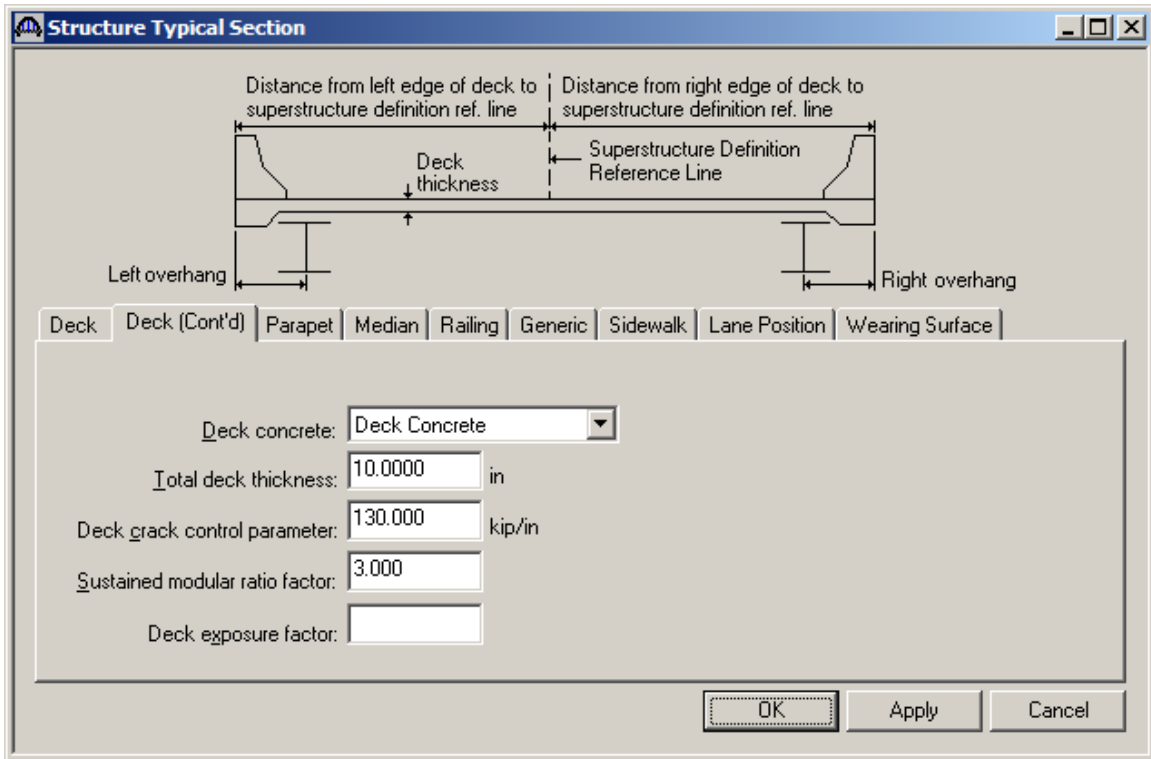 Structure Typical Section
Distance from left edge of deck to
superstructure definition ref. line
Distance from right edge of deck to
superstructure definition ref. line
Deck
thickness
Superstructure Definition
Reference Line
Left overhang
Right overhang
Deck
Deck (Cont'd)
Parapet
Median
Railing
Generic
Sidewalk
Lane Position
Wearing Surface
Deck concrete: Deck Concrete
Total deck thickness: 10.0000 in
Deck crack control parameter: 130.000 kip/in
Sustained modular ratio factor: 3.000
Deck exposure factor:
OK
Apply
Cancel